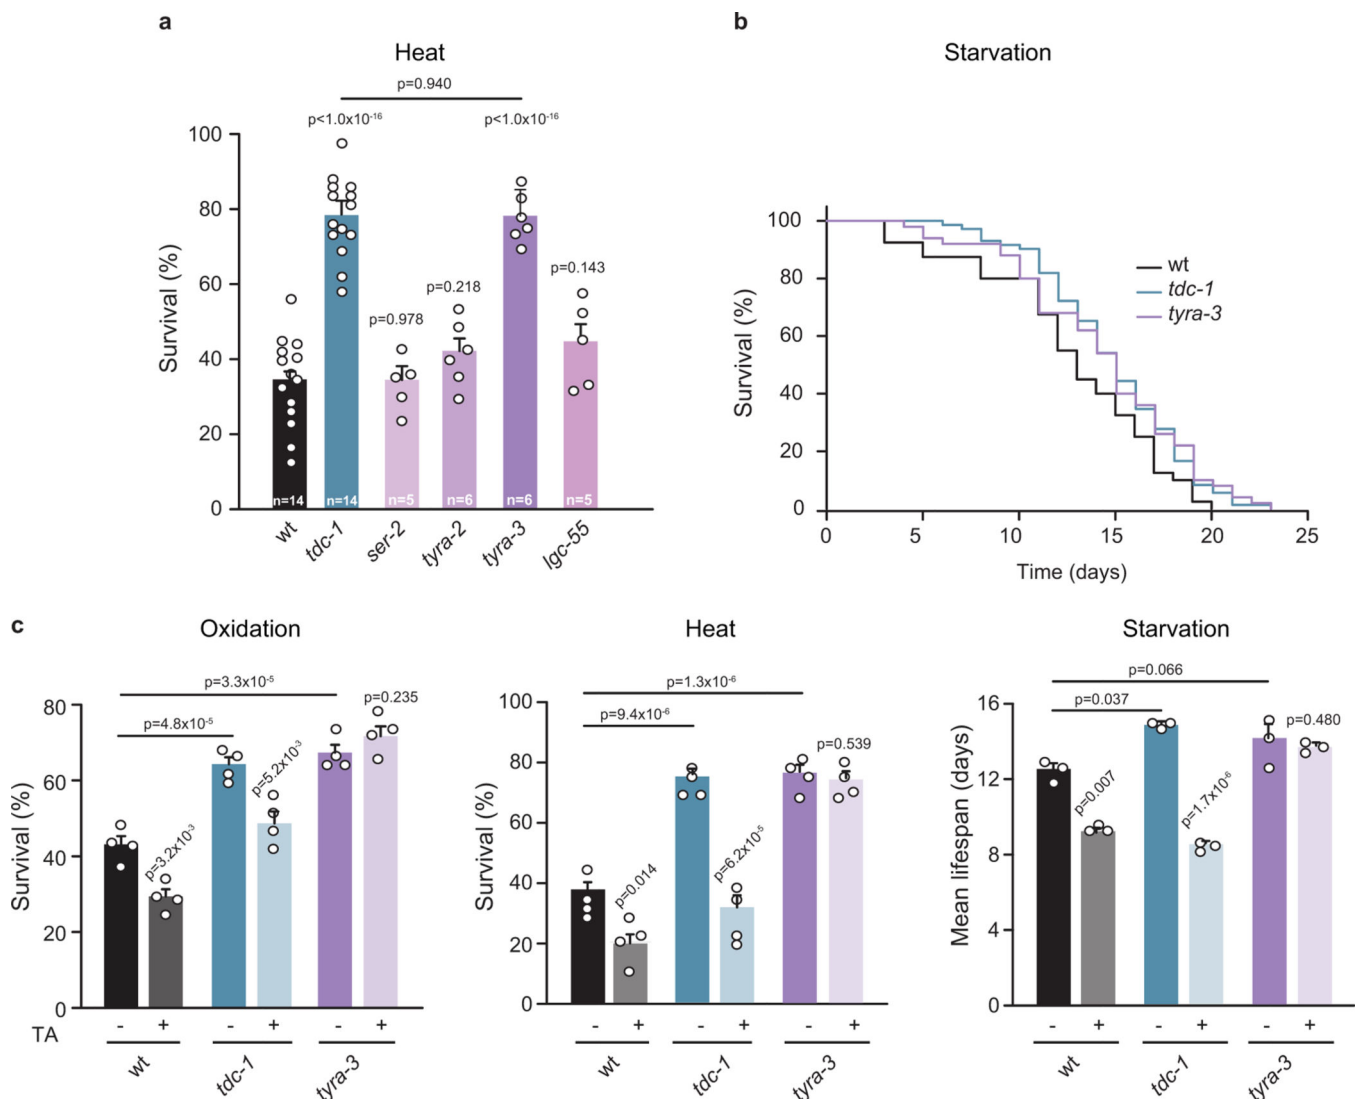 a
Heat
p=0.940
p<1.0x10-16
p<1.0x10-16
p=0.978
p=0.218
p=0.143
Survival (%)
100
80
60
40
20
0
n=14
n=14
n=5
n=6
n=6
n=5
wt
tdc-1
ser-2
tyra-2
tyra-3
lgc-55
b
Starvation
Survival (%)
100
80
60
40
20
0
wt
tdc-1
tyra-3
0
5
10
15
20
25
Time (days)
c
Oxidation
p=3.3x10-5
p=4.8x10-5
p=3.2x10-3
p=5.2x10-3
p=0.235
Survival (%)
80
60
40
20
0
TA
-
+
-
+
-
+
wt
tdc-1
tyra-3
Heat
p=1.3x10-6
p=9.4x10-6
p=0.014
p=6.2x10-5
p=0.539
Survival (%)
100
80
60
40
20
0
-
+
-
+
-
+
wt
tdc-1
tyra-3
Starvation
p=0.066
p=0.037
p=0.007
p=1.7x10-6
p=0.480
Mean lifespan (days)
16
12
8
4
0
-
+
-
+
-
+
wt
tdc-1
tyra-3